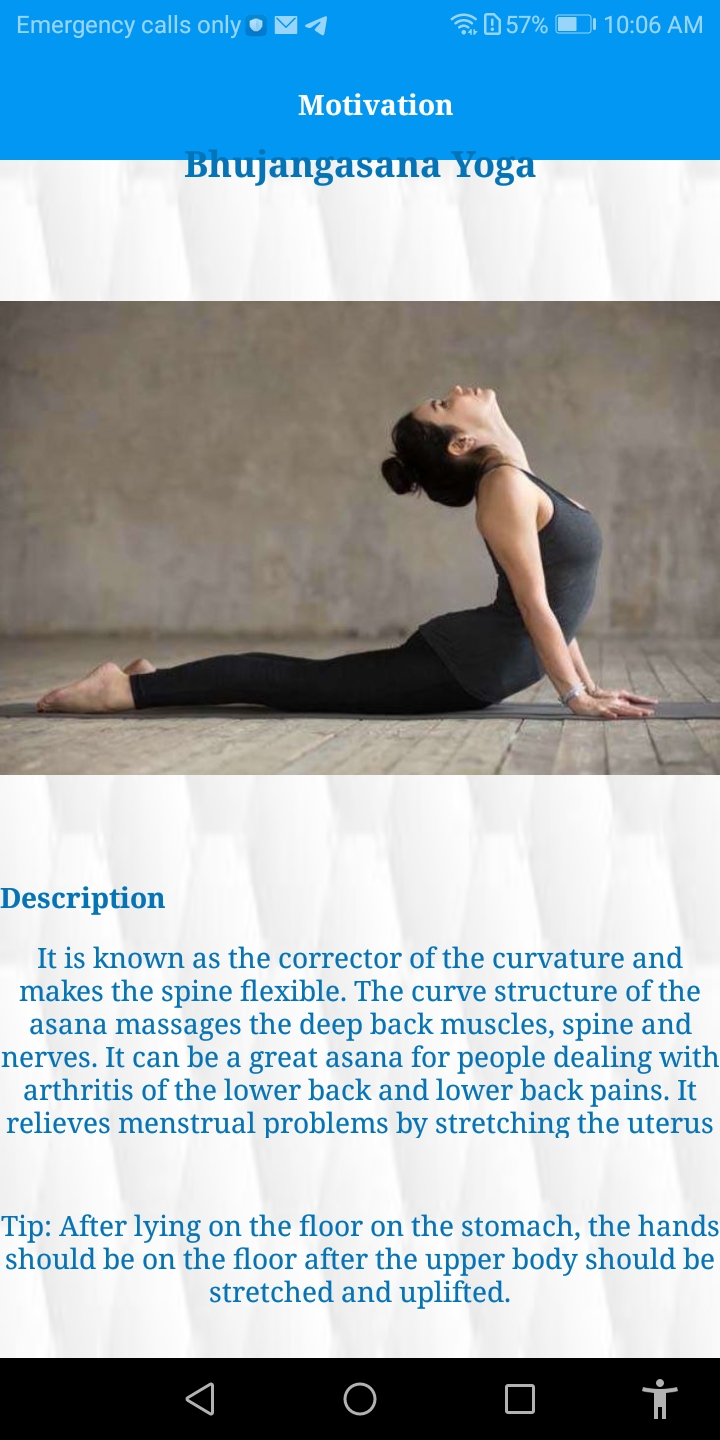 Emergency calls only 57% 10:06 AM
Motivation
Bhujangasana Yoga
Description
It is known as the corrector of the curvature and
makes the spine flexible. The curve structure of the
asana massages the deep back muscles, spine and
nerves. It can be a great asana for people dealing with
arthritis of the lower back and lower back pains. It
relieves menstrual problems by stretching the uterus
Tip: After lying on the floor on the stomach, the hands
should be on the floor after the upper body should be
stretched and uplifted.